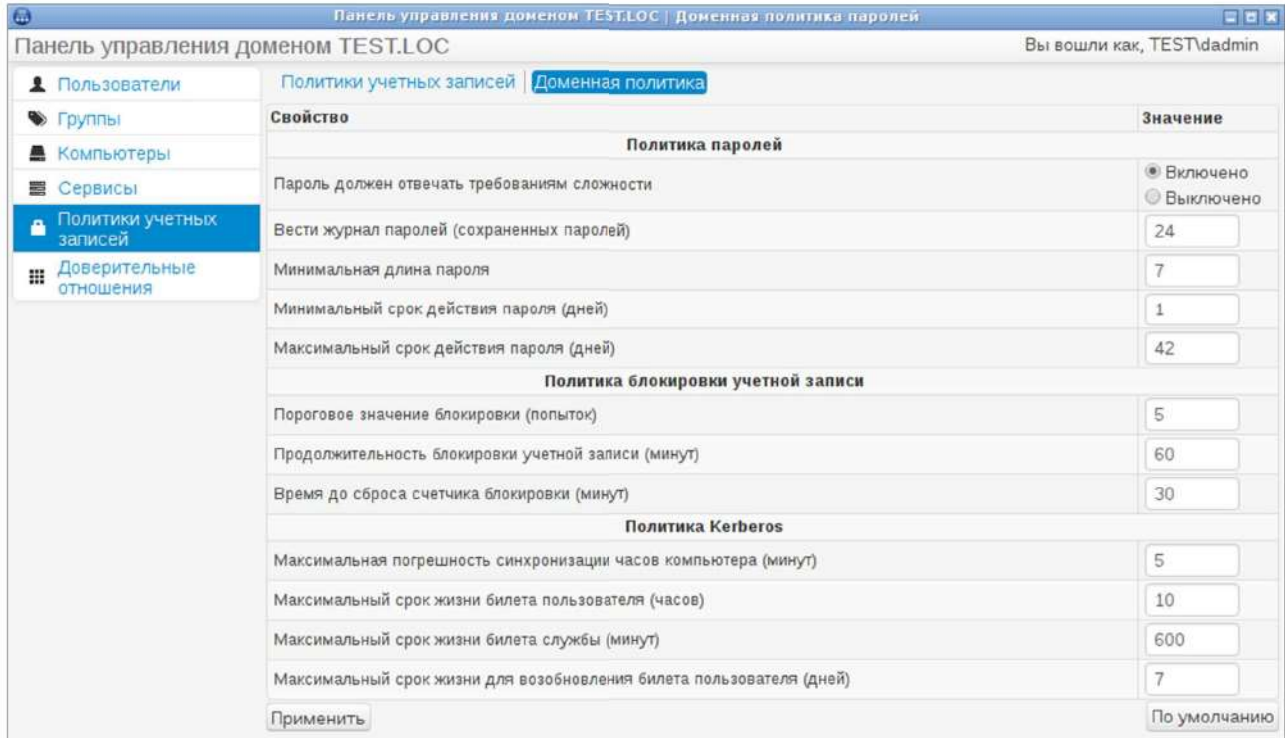 Панель управления доменом TEST.LOC | Доменная политика паролей
Панель управления доменом TEST.LOC
Вы вошли как, TEST\dadmin
Пользователи
Группы
Компьютеры
Сервисы
Политики учетных
записей
Доверительные
отношения
Политики учетных записей | Доменная политика
Свойство Значение
Политика паролей
Пароль должен отвечать требованиям сложности
Включено
Выключено
Вести журнал паролей (сохраненных паролей) 24
Минимальная длина пароля 7
Минимальный срок действия пароля (дней) 1
Максимальный срок действия пароля (дней) 42
Политика блокировки учетной записи
Пороговое значение блокировки (попыток) 5
Продолжительность блокировки учетной записи (минут) 60
Время до сброса счетчика блокировки (минут) 30
Политика Kerberos
Максимальная погрешность синхронизации часов компьютера (минут) 5
Максимальный срок жизни билета пользователя (часов) 10
Максимальный срок жизни билета службы (минут) 600
Максимальный срок жизни для возобновления билета пользователя (дней) 7
Применить По умолчанию